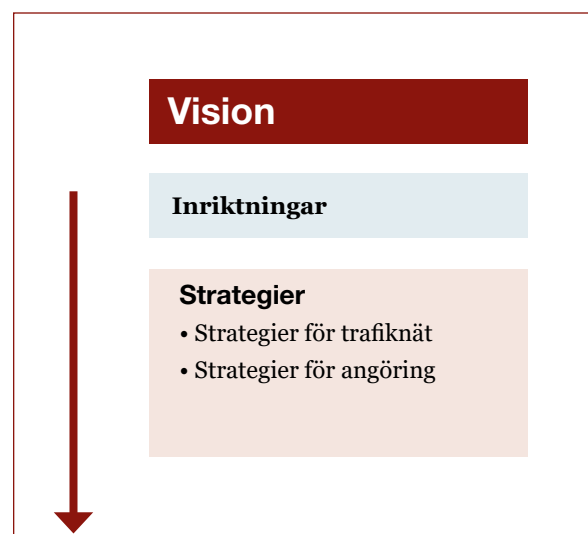 Vision
Inriktningar
Strategier
• Strategier för trafiknät
• Strategier för angöring